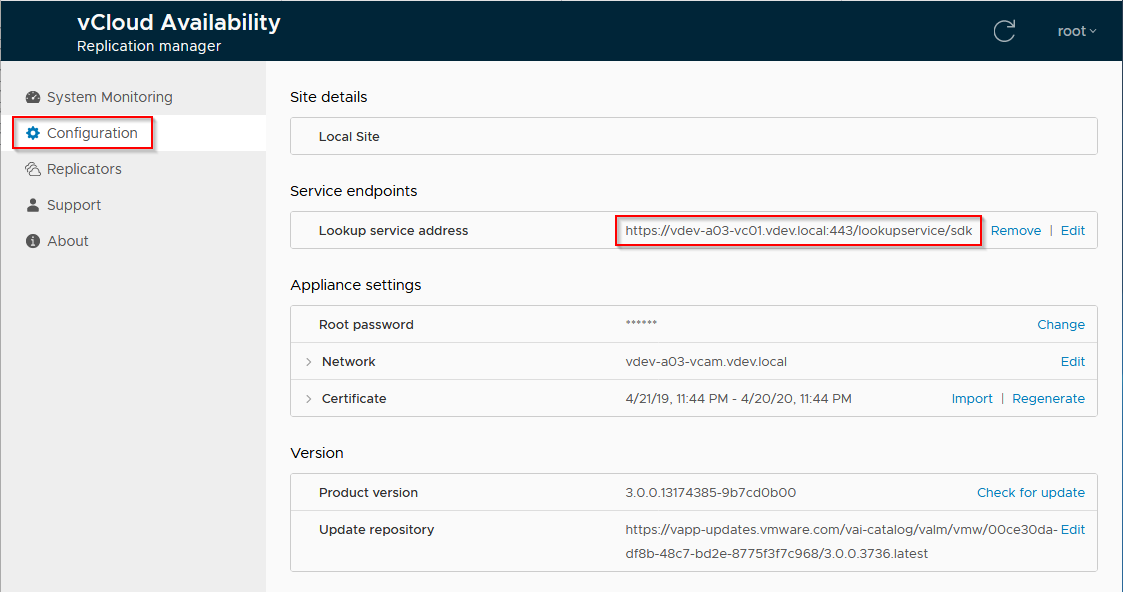 vCloud Availability
Replication manager
root
System Monitoring
Configuration
Replicators
Support
About
Site details
Local Site
Service endpoints
Lookup service address https://vdev-a03-vc01.vdev.local:443/lookupservice/sdk Remove | Edit
Appliance settings
Root password ****** Change
Network vdev-a03-vcam.vdev.local Edit
Certificate 4/21/19, 11:44 PM - 4/20/20, 11:44 PM Import | Regenerate
Version
Product version 3.0.0.13174385-9b7cd0b00 Check for update
Update repository https://vapp-updates.vmware.com/vai-catalog/valm/vmw/00ce30da- Edit
df8b-48c7-bd2e-8775f3f7c968/3.0.0.3736.latest